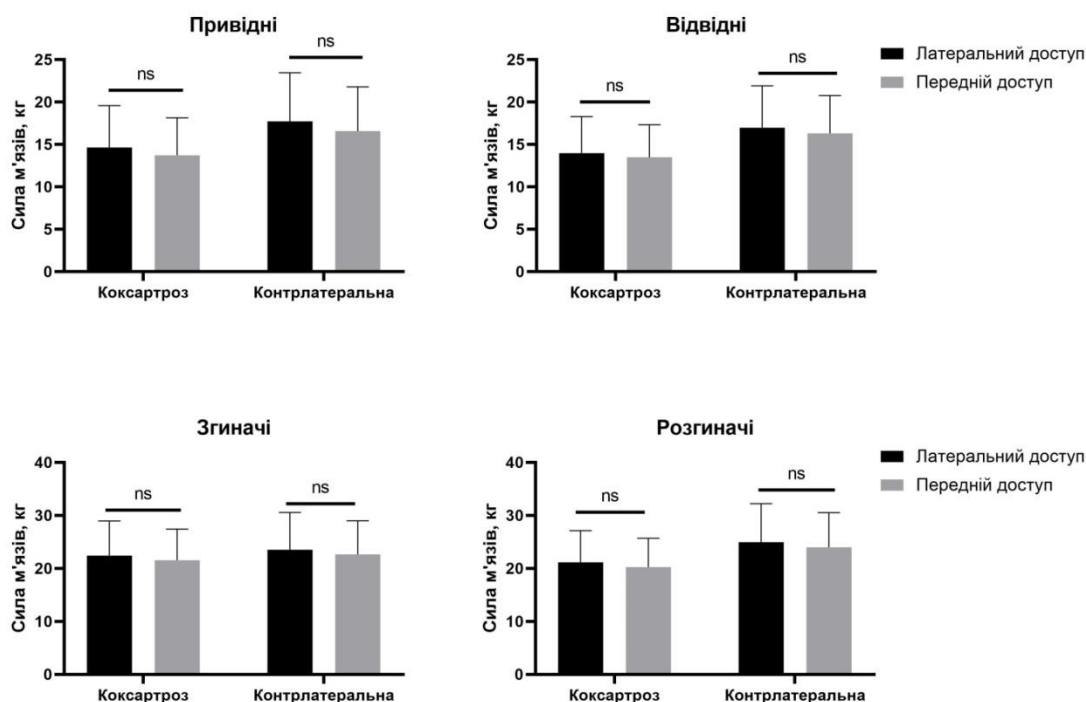 Привідні
Сила м'язів, кг
25
20
15
10
5
0
ns
ns
Коксартроз
Контрлатеральна
Відвідні
Сила м'язів, кг
25
20
15
10
5
0
ns
ns
Коксартроз
Контрлатеральна
Латеральний доступ
Передній доступ
Згиначі
Сила м'язів, кг
40
30
20
10
0
ns
ns
Коксартроз
Контрлатеральна
Розгиначі
Сила м'язів, кг
40
30
20
10
0
ns
ns
Коксартроз
Контрлатеральна
Латеральний доступ
Передній доступ